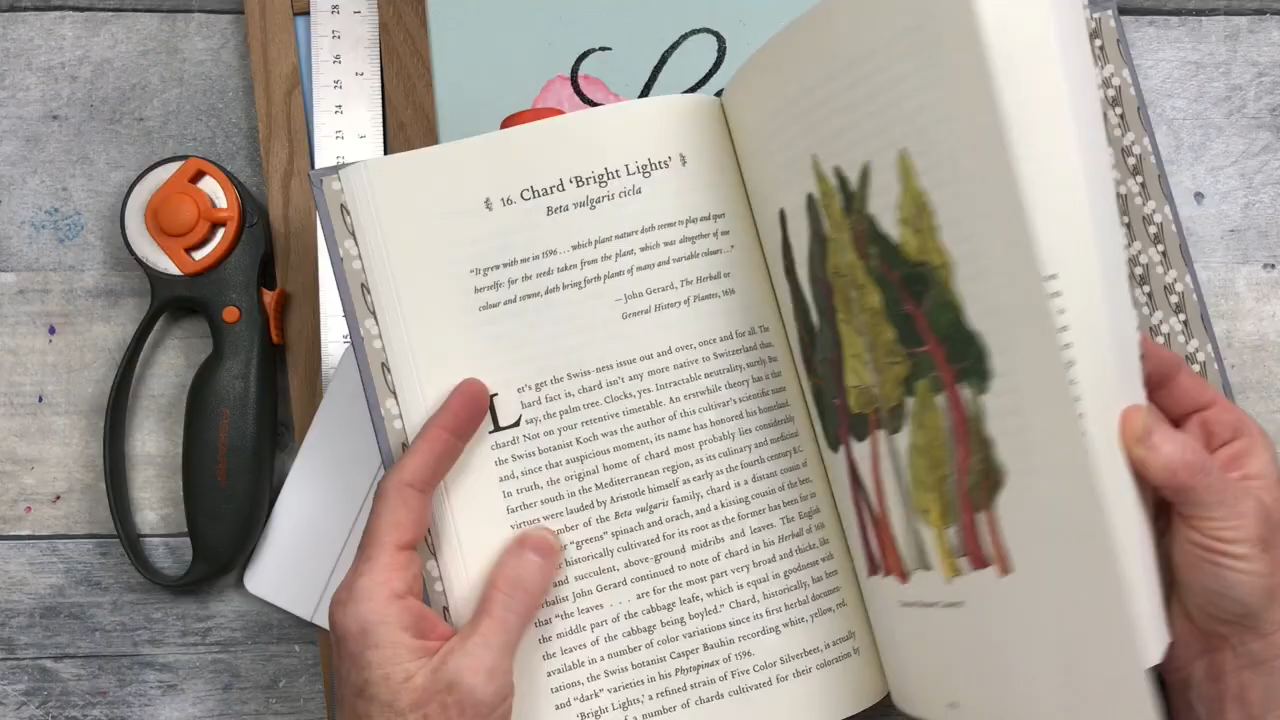 16. Chard ‘Bright Lights’
Beta vulgaris cicla
“It grew with me in 1596 . . . which plant nature doth seeme to play and sport
herselfe: for the seeds taken from the plant, which was altogether of one
colour and sowne, doth bring forth plants of many and variable colours . . .”
—John Gerard, The Herball or
General History of Plantes, 1636
Let’s get the Swiss-ness issue out and over, once and for all. The
hard fact is, chard isn’t any more native to Switzerland than,
say, the palm tree. Clocks, yes. Intractable neutrality, surely. But
chard? Not on your retentive timetable. An erstwhile theory has it that
the Swiss botanist Koch was the author of this cultivar’s scientific name
and, since that auspicious moment, its name has honored his homeland.
In truth, the original home of chard most probably lies considerably
farther south in the Mediterranean region, as its culinary and medicinal
virtues were lauded by Aristotle himself as early as the fourth century B.C.
mber of the Beta vulgaris family, chard is a distant cousin of
“greens” spinach and orach, and a kissing cousin of the beet,
historically cultivated for its root as the former has been for its
and succulent, above-ground midribs and leaves. The English
John Gerard continued to note of chard in his Herball of 1636
that “the leaves . . . are for the most part very broad and thicke, like
the middle part of the cabbage leafe, which is equal in goodnesse with
the leaves of the cabbage being boyled.” Chard, historically, has been
available in a number of color variations since its first herbal documen-
tations, the Swiss botanist Casper Bauhin recording white, yellow, red,
and “dark” varieties in his Phytopinax of 1596.
‘Bright Lights,’ a refined strain of Five Color Silverbeet, is actually
of a number of chards cultivated for their coloration by
28
27
26
25
24
23
22
15
1
2
3